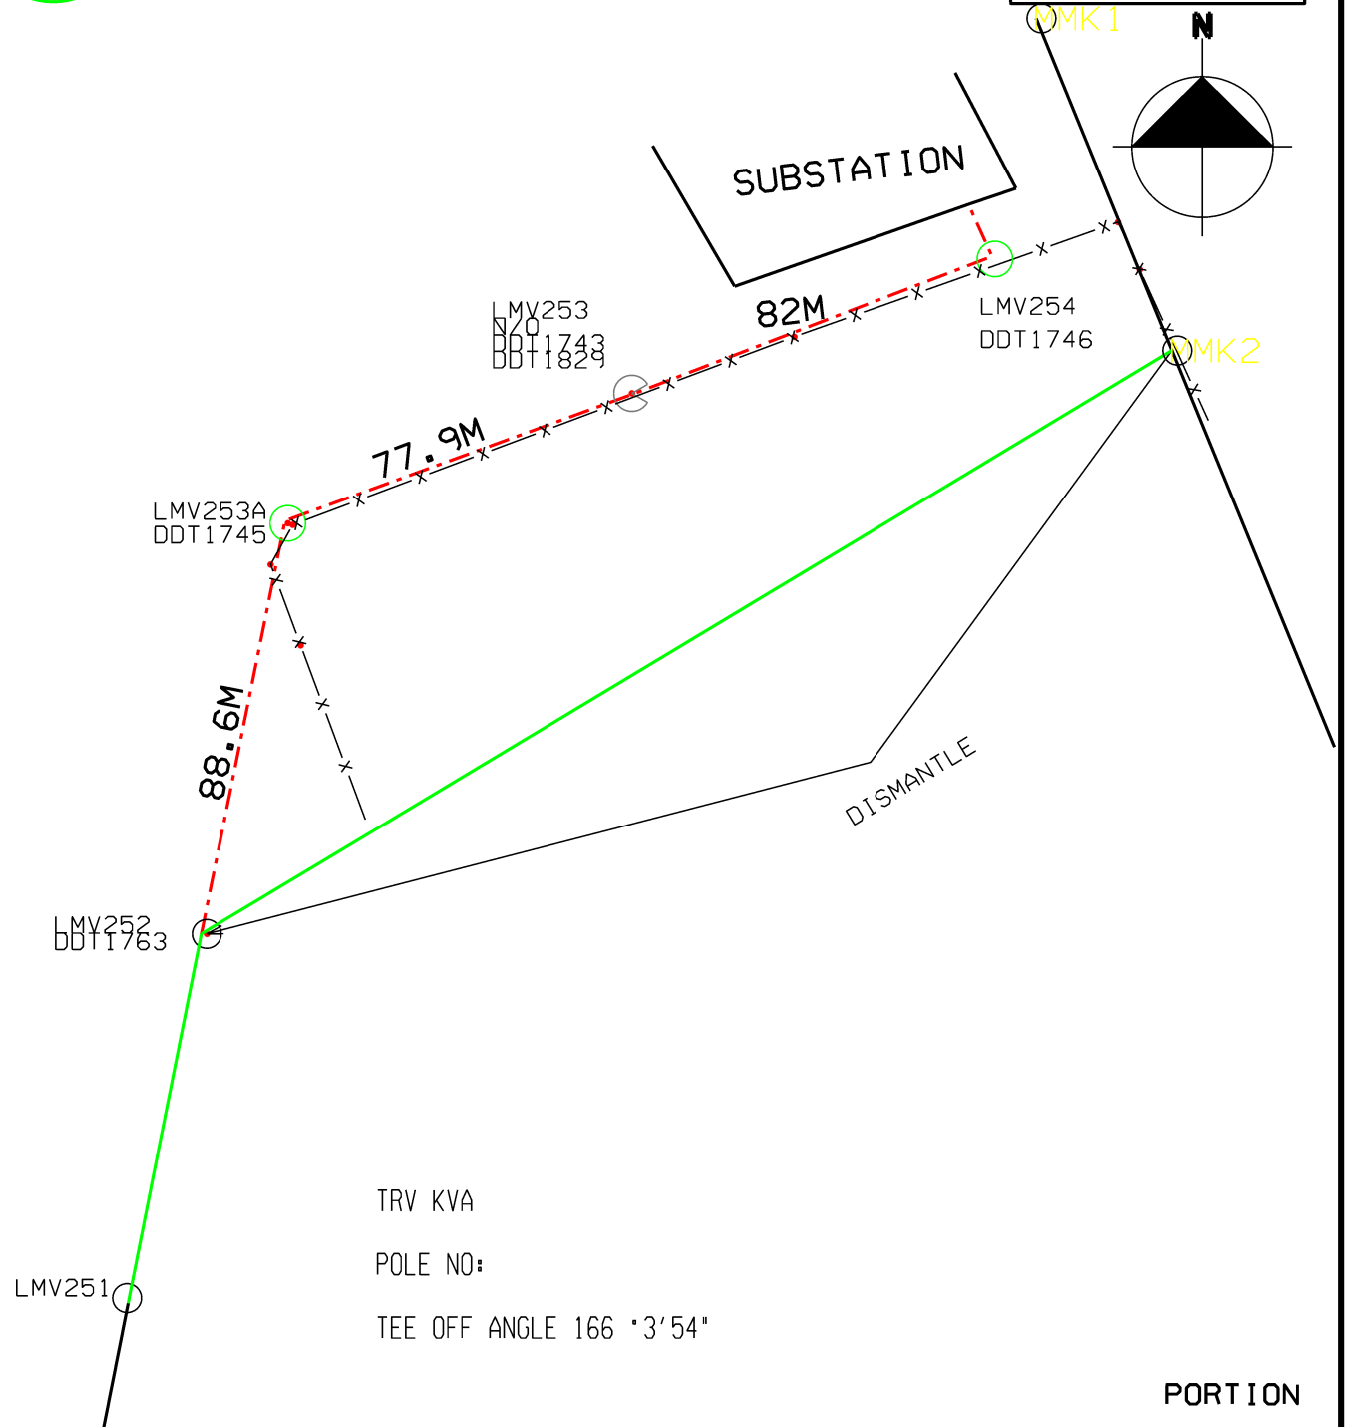 MMK1
N
SUBSTATION
LMV253
N/O
DDT1743
DDT1829
82M
LMV254
DDT1746
MMK2
77.9M
LMV253A
DDT1745
88.6M
DISMANTLE
LMV252
DDT1763
TRV KVA
POLE NO:
LMV251
TEE OFF ANGLE 166 °3'54"
PORTION